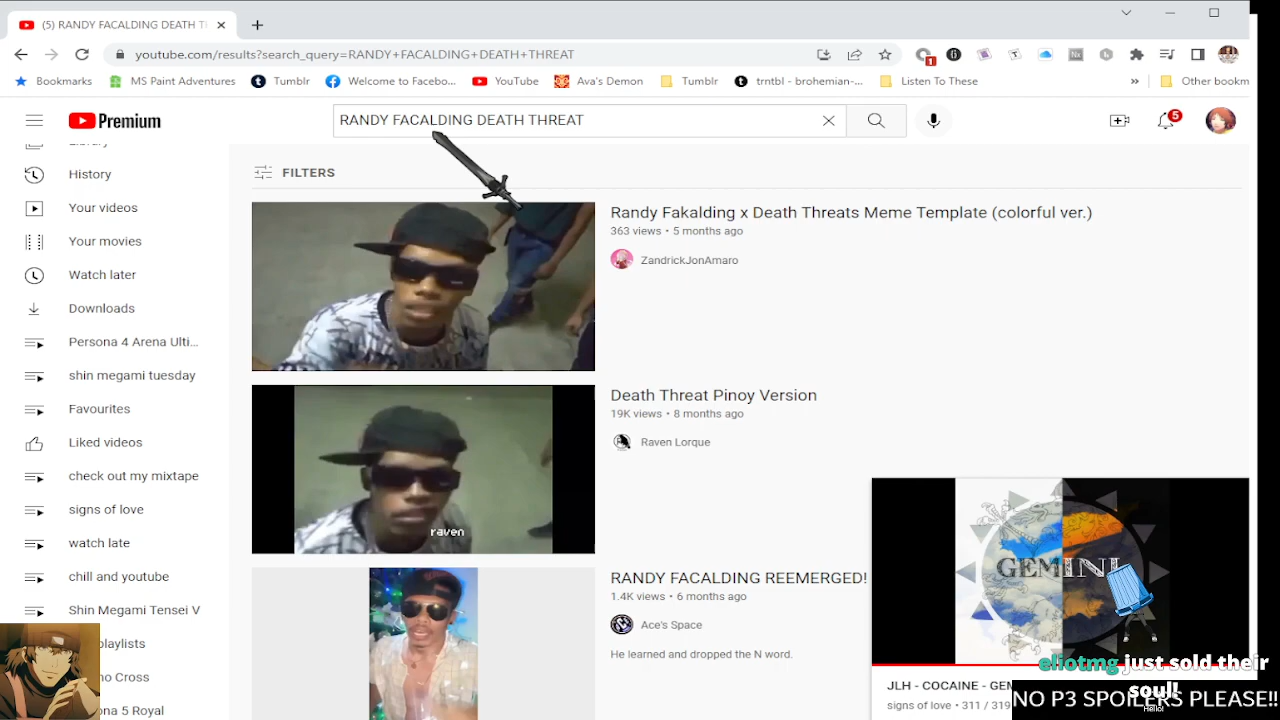 (5) RANDY FACALDING DEATH T
youtube.com/results?search_query=RANDY+FACALDING+DEATH+THREAT
1
Bookmarks
MS Paint Adventures
Tumblr
Welcome to Facebo...
YouTube
Ava's Demon
Tumblr
trntbl - brohemian-...
Listen To These
»
Other bookm
Premium
RANDY FACALDING DEATH THREAT
5
Library
History
Your videos
Your movies
Watch later
Downloads
Persona 4 Arena Ulti...
shin megami tuesday
Favourites
Liked videos
check out my mixtape
signs of love
watch late
chill and youtube
Shin Megami Tensei V
playlists
no Cross
ona 5 Royal
FILTERS
Randy Fakalding x Death Threats Meme Template (colorful ver.)
363 views • 5 months ago
ZandrickJonAmaro
raven
Death Threat Pinoy Version
19K views • 8 months ago
Raven Lorque
RANDY FACALDING REEMERGED!
1.4K views • 6 months ago
Ace's Space
He learned and dropped the N word.
GEMINI
eliotmg just sold their
soul!
Hello!
JLH - COCAINE - GEM
signs of love • 311 / 319
NO P3 SPOILERS PLEASE!!